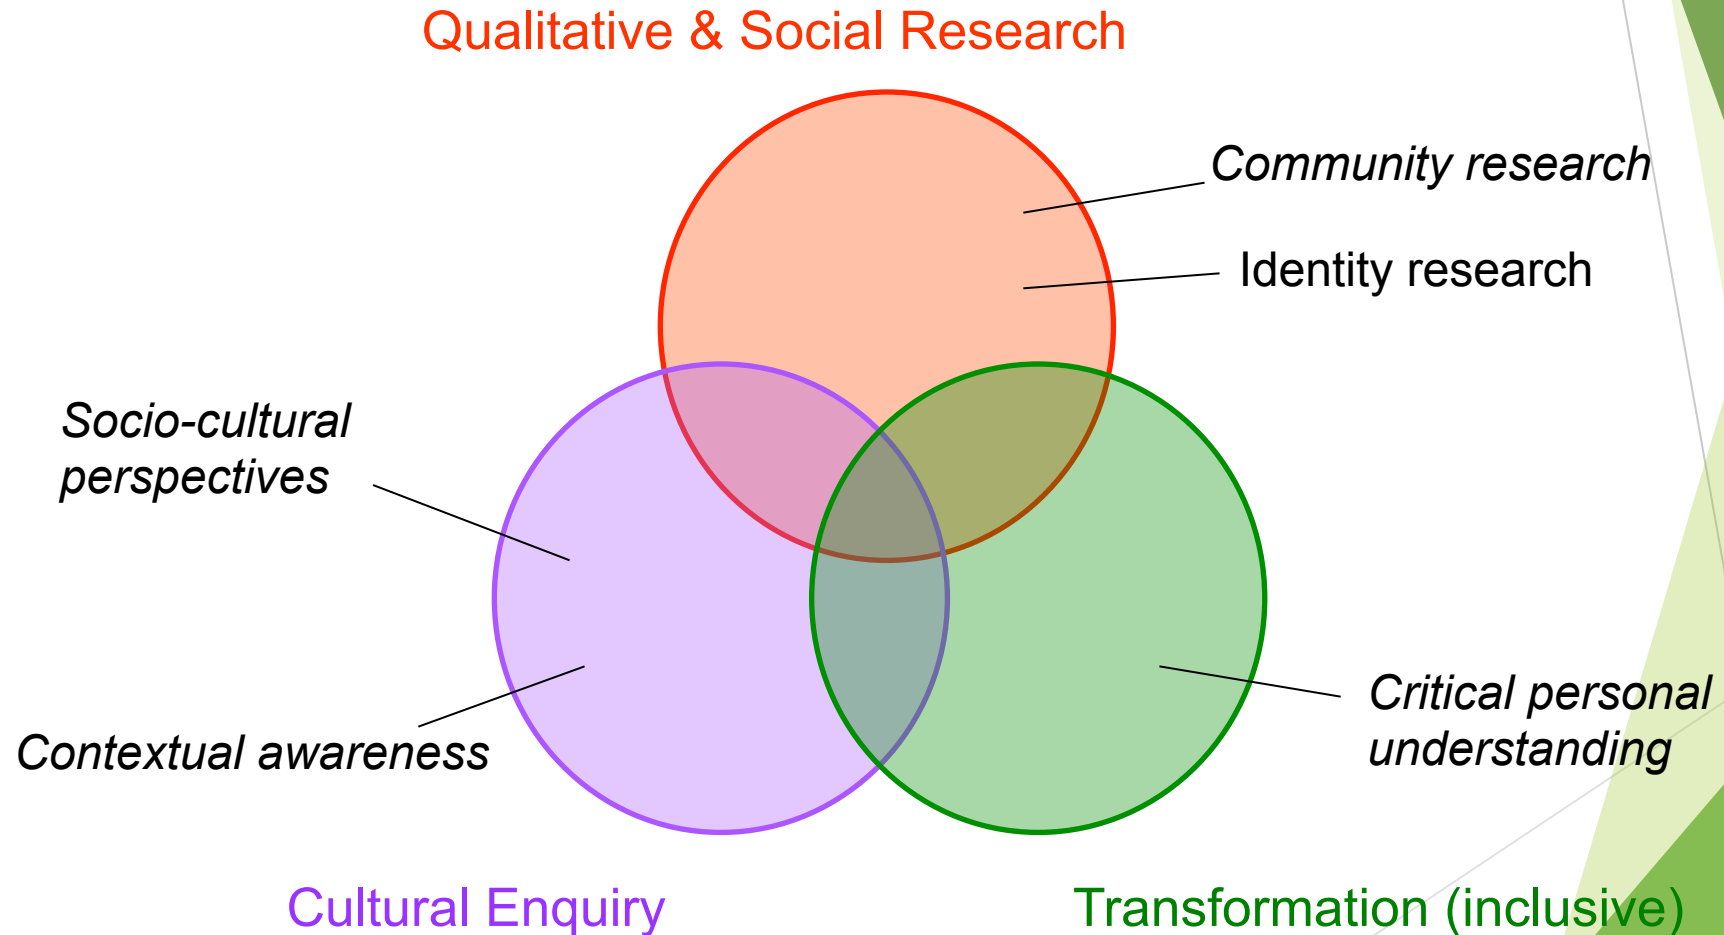 Qualitative & Social Research
Community research
Identity research
Socio-cultural
perspectives
Contextual awareness
Critical personal
understanding
Cultural Enquiry
Transformation (inclusive)